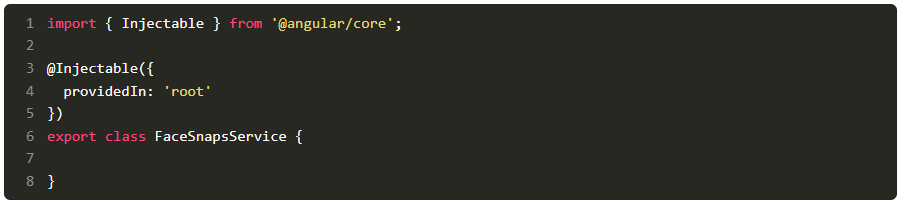 1 import { Injectable } from '@angular/core';
2
3 @Injectable({
4   providedIn: 'root'
5 })
6 export class FaceSnapsService {
7
8 }